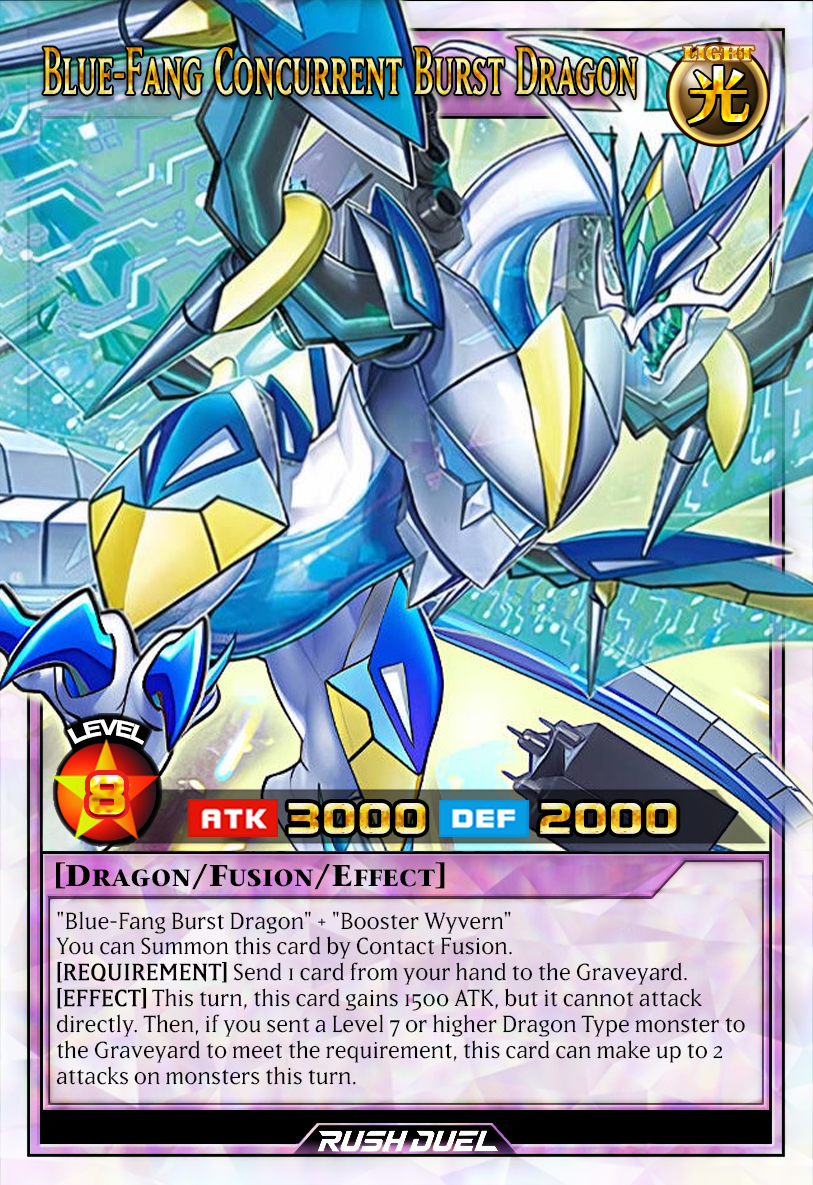 Blue-Fang Concurrent Burst Dragon
LIGHT
光
LEVEL
8
ATK 3000 DEF 2000
[Dragon/Fusion/Effect]
"Blue-Fang Burst Dragon" + "Booster Wyvern"
You can Summon this card by Contact Fusion.
[REQUIREMENT] Send 1 card from your hand to the Graveyard.
[EFFECT] This turn, this card gains 1500 ATK, but it cannot attack
directly. Then, if you sent a Level 7 or higher Dragon Type monster to
the Graveyard to meet the requirement, this card can make up to 2
attacks on monsters this turn.
RUSH DUEL